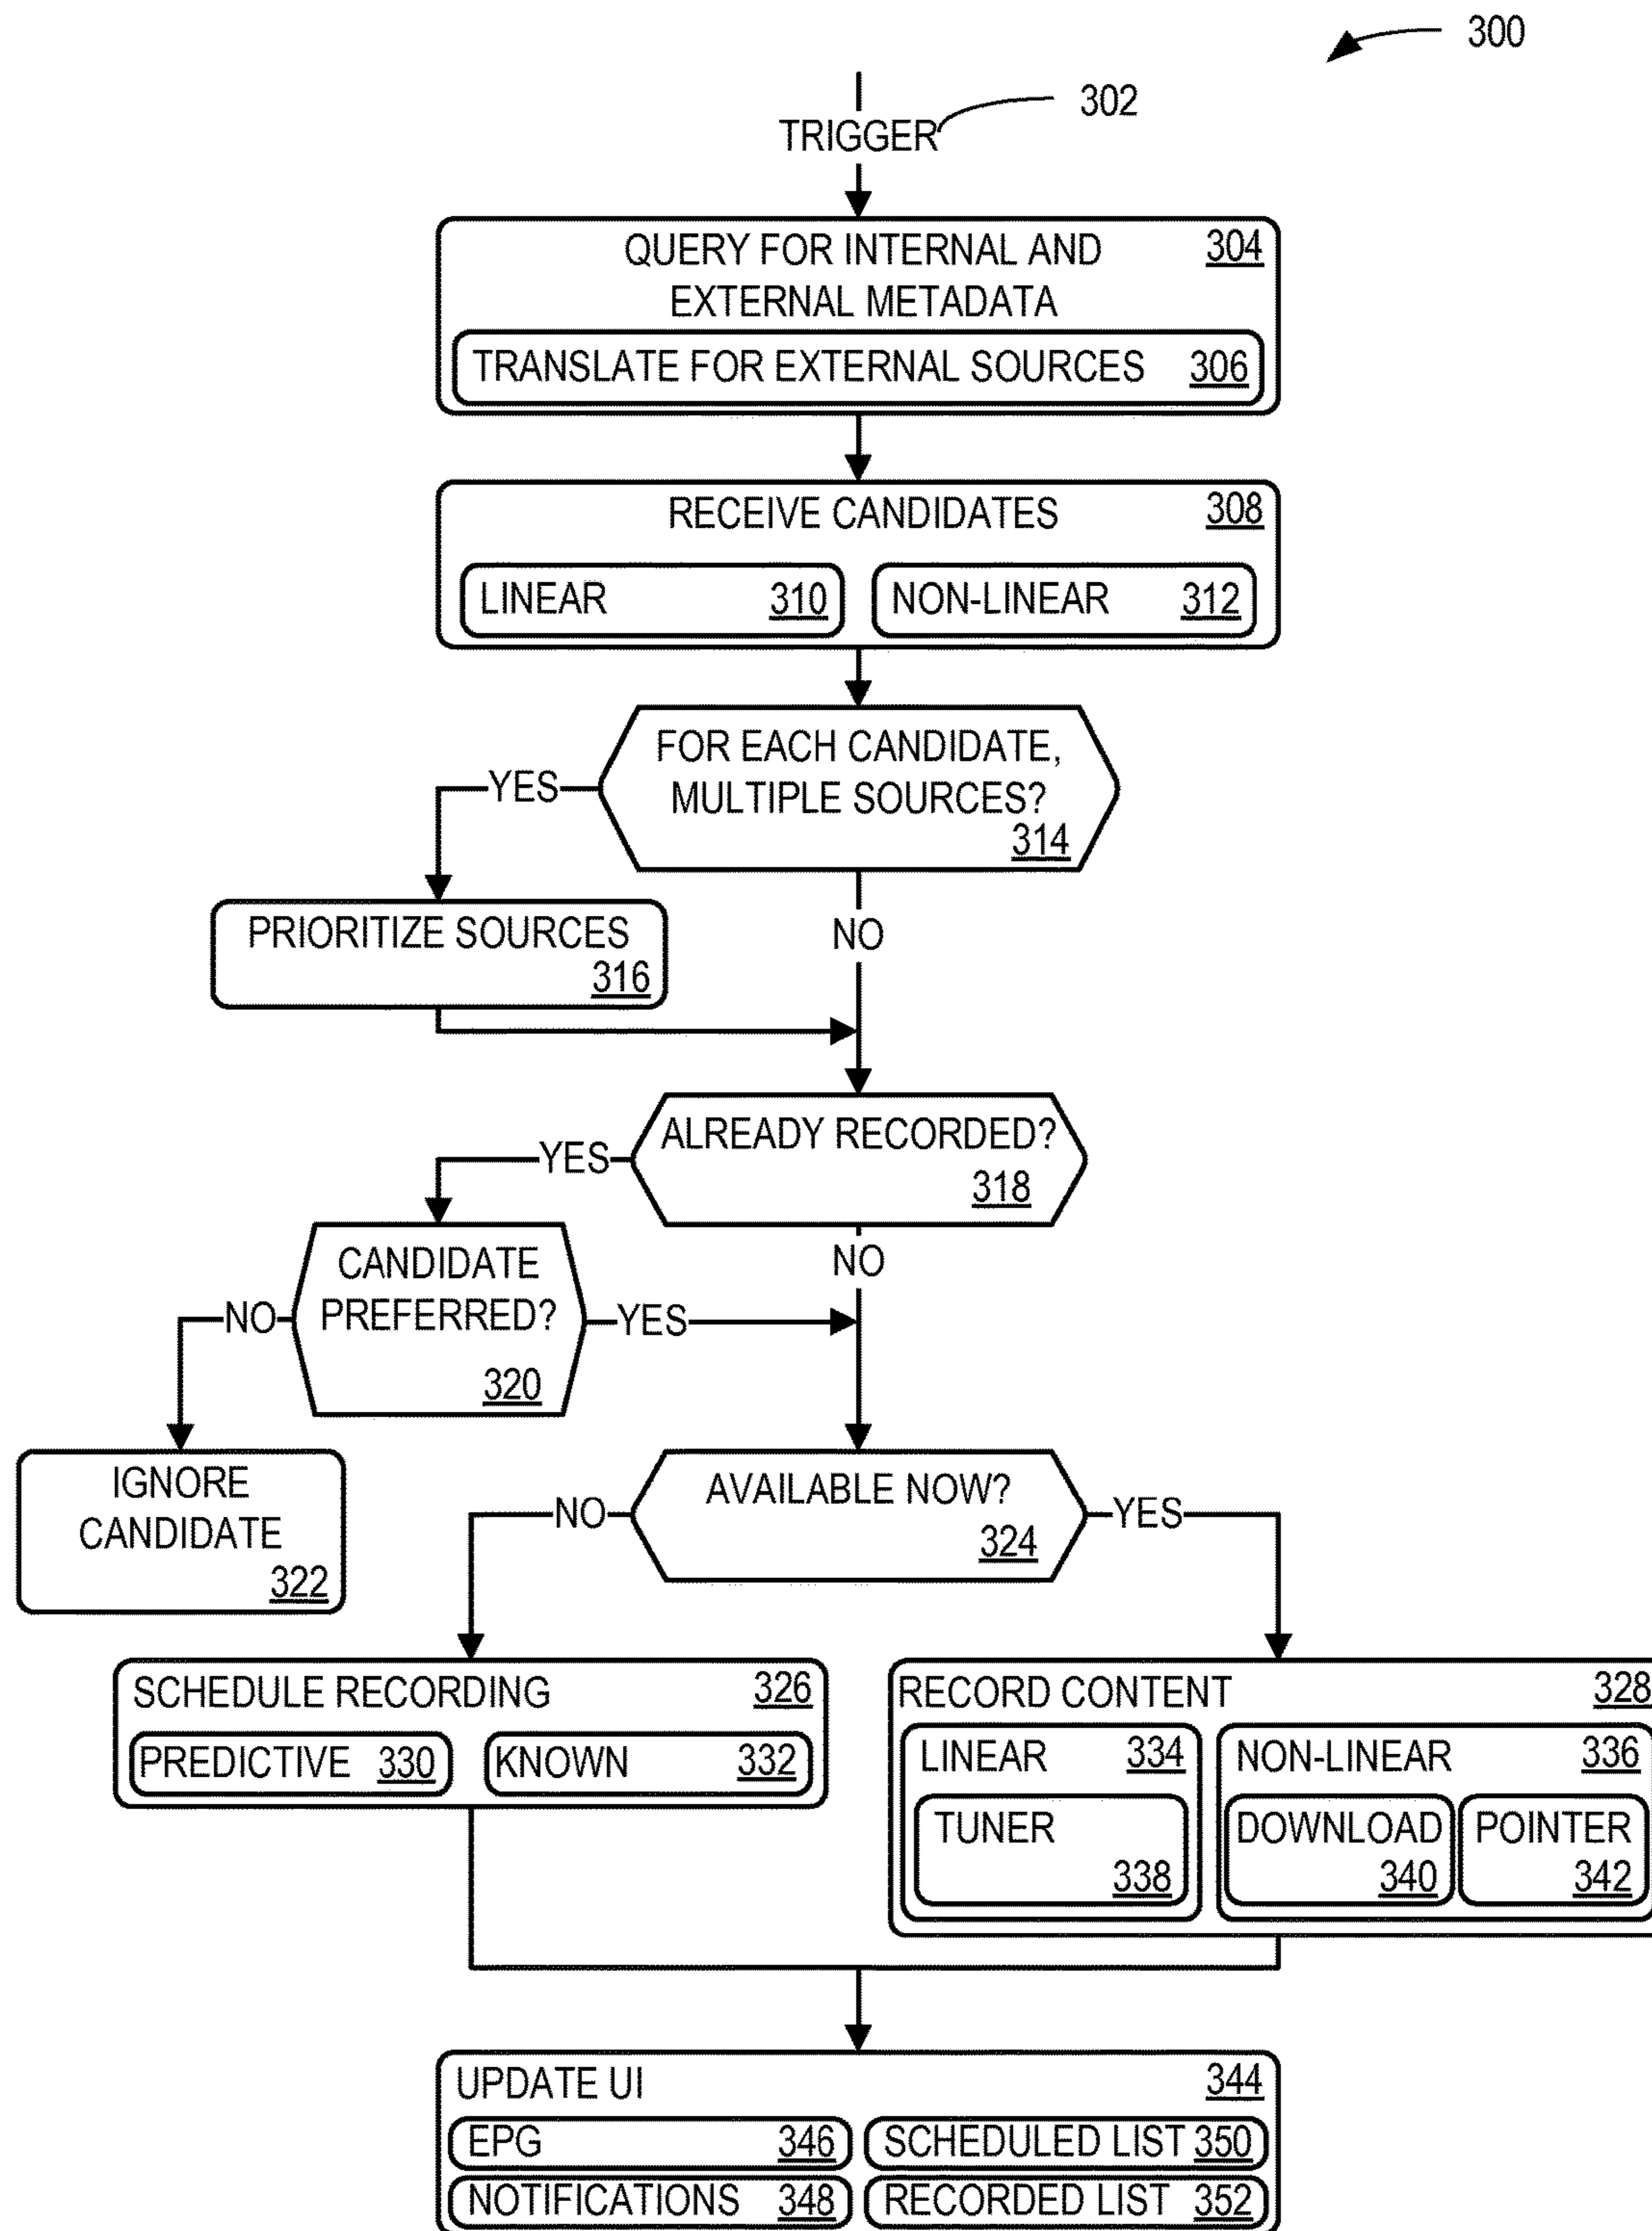 300
302
TRIGGER
QUERY FOR INTERNAL AND 304
EXTERNAL METADATA
TRANSLATE FOR EXTERNAL SOURCES 306
RECEIVE CANDIDATES 308
LINEAR 310 NON-LINEAR 312
FOR EACH CANDIDATE,
YES MULTIPLE SOURCES?
314
PRIORITIZE SOURCES NO
316
ALREADY RECORDED?
YES
318
NO
CANDIDATE
NO PREFERRED? YES
320
IGNORE
CANDIDATE
322
AVAILABLE NOW?
NO YES
324
SCHEDULE RECORDING 326
PREDICTIVE 330 KNOWN 332
RECORD CONTENT 328
LINEAR 334 NON-LINEAR 336
TUNER DOWNLOAD POINTER
338 340 342
UPDATE UI 344
EPG 346 SCHEDULED LIST 350
NOTIFICATIONS 348 RECORDED LIST 352